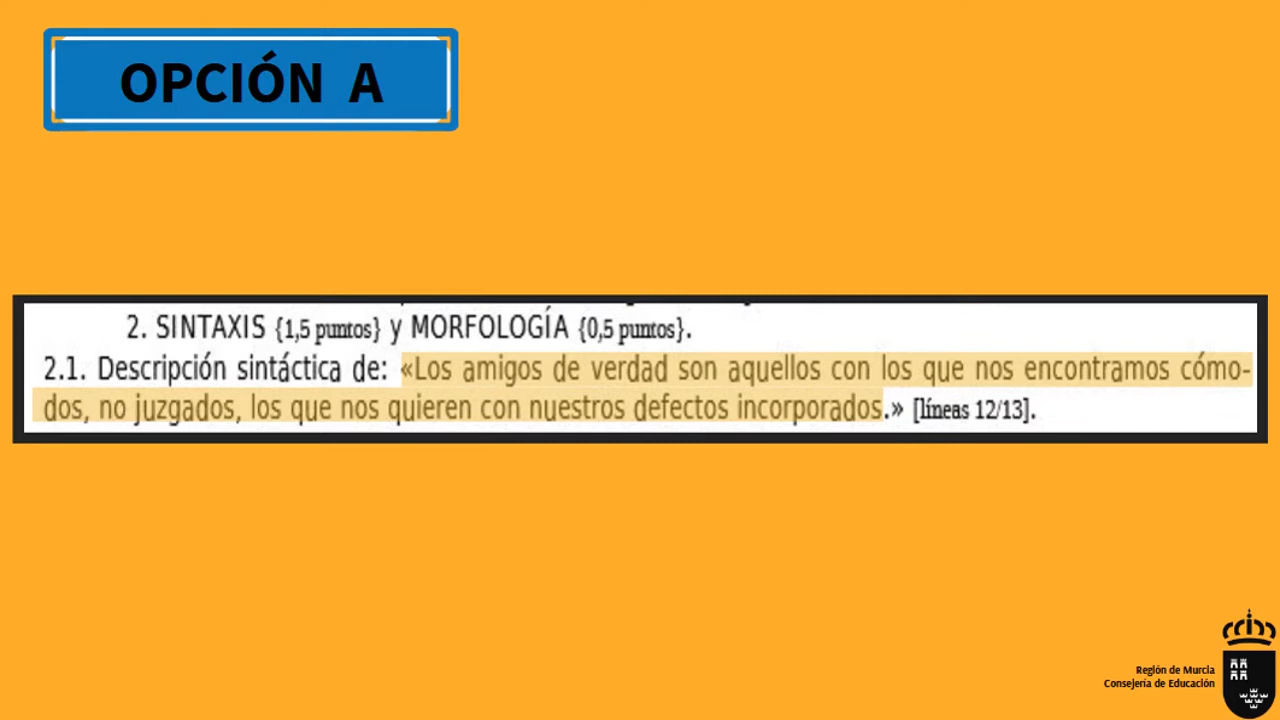 OPCIÓN A
2. SINTAXIS {1,5 puntos} y MORFOLOGÍA {0,5 puntos}.
2.1. Descripción sintáctica de: «Los amigos de verdad son aquellos con los que nos encontramos cómo-
dos, no juzgados, los que nos quieren con nuestros defectos incorporados.» [líneas 12/13].
Región de Murcia
Consejería de Educación